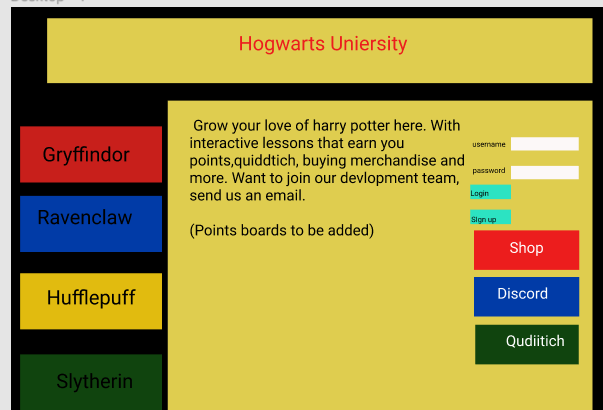 Hogwarts Uniersity
Gryffindor
Ravenclaw
Hufflepuff
Slytherin
Grow your love of harry potter here. With
interactive lessons that earn you
points,quiddtich, buying merchandise and
more. Want to join our devlopment team,
send us an email.
(Points boards to be added)
username
password
Login
Sign up
Shop
Discord
Qudiitich